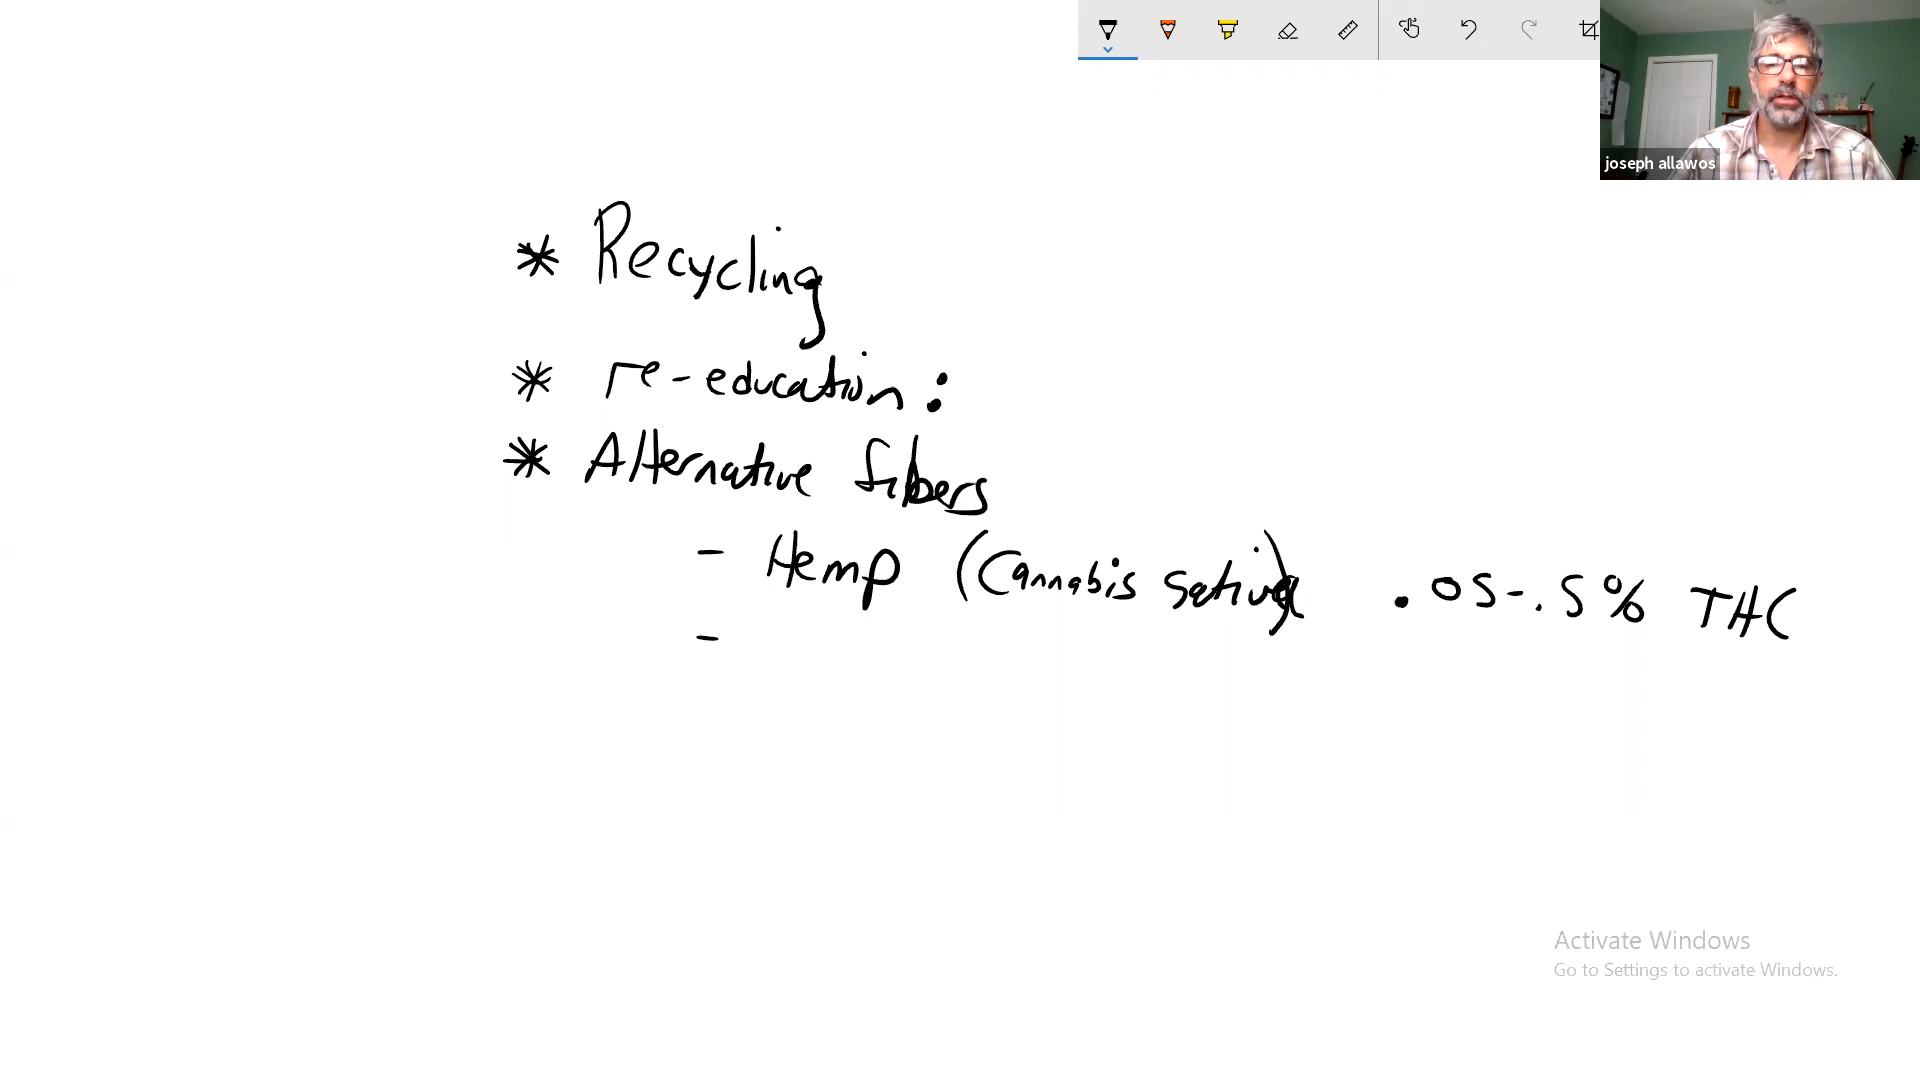 joseph allawos
* Recycling
* re-education:
* Alternative fibers
- Hemp (Cannabis sativa) .05-.5% THC
-
Activate Windows
Go to Settings to activate Windows.